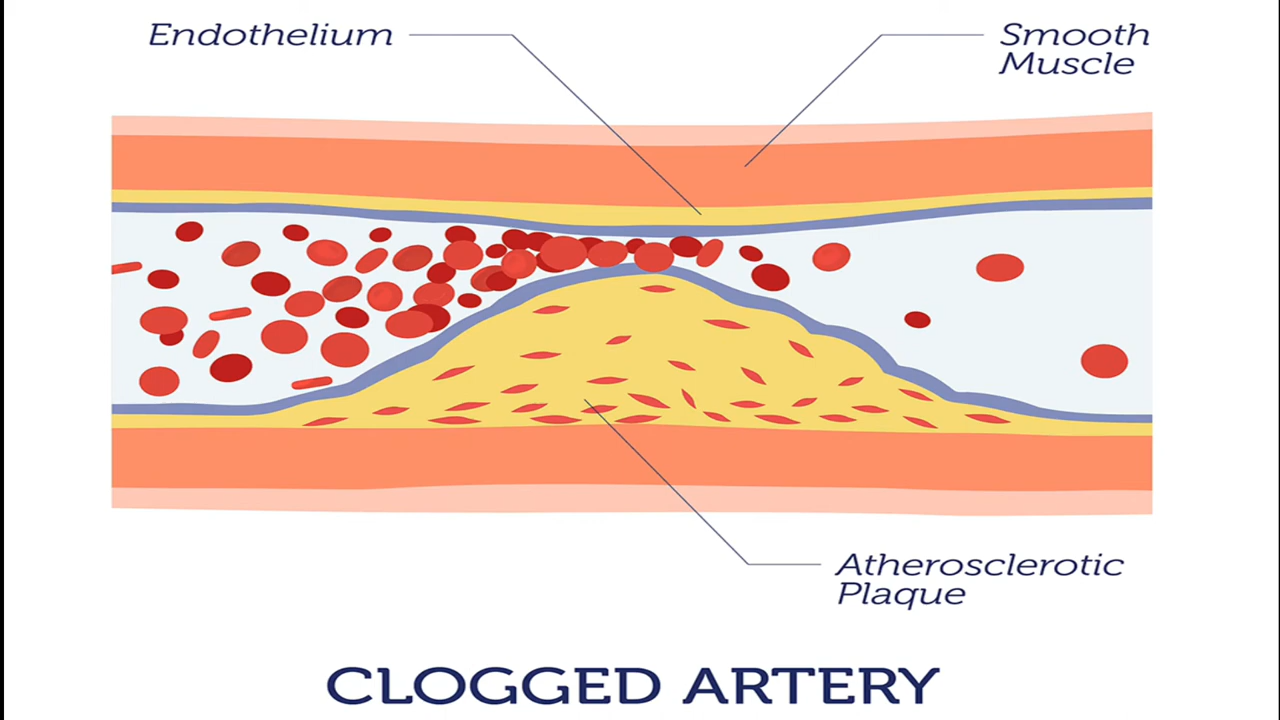 Endothelium
Smooth
Muscle
Atherosclerotic
Plaque
CLOGGED ARTERY